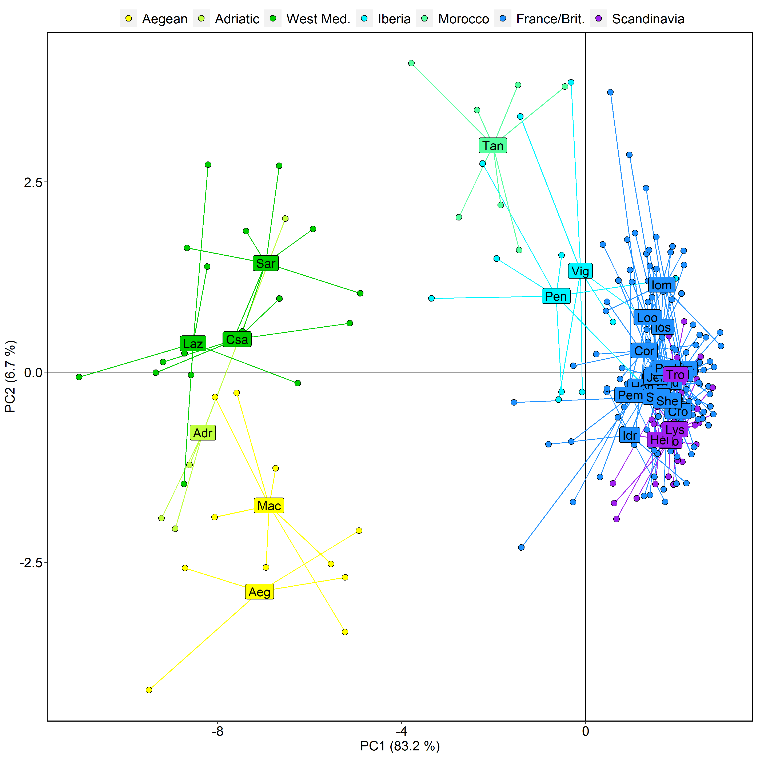 Aegean Adriatic West Med. Iberia Morocco France/Brit. Scandinavia
Tan
2.5
Sar
Vig
Iom
Pen
Loo
Csa
Laz
Cor
0.0
Tro
Pem
She
Cro
Adr
Idr
Lys
Hel
Mac
-2.5
Aeg
PC2 (6.7 %)
-8 -4 0
PC1 (83.2 %)